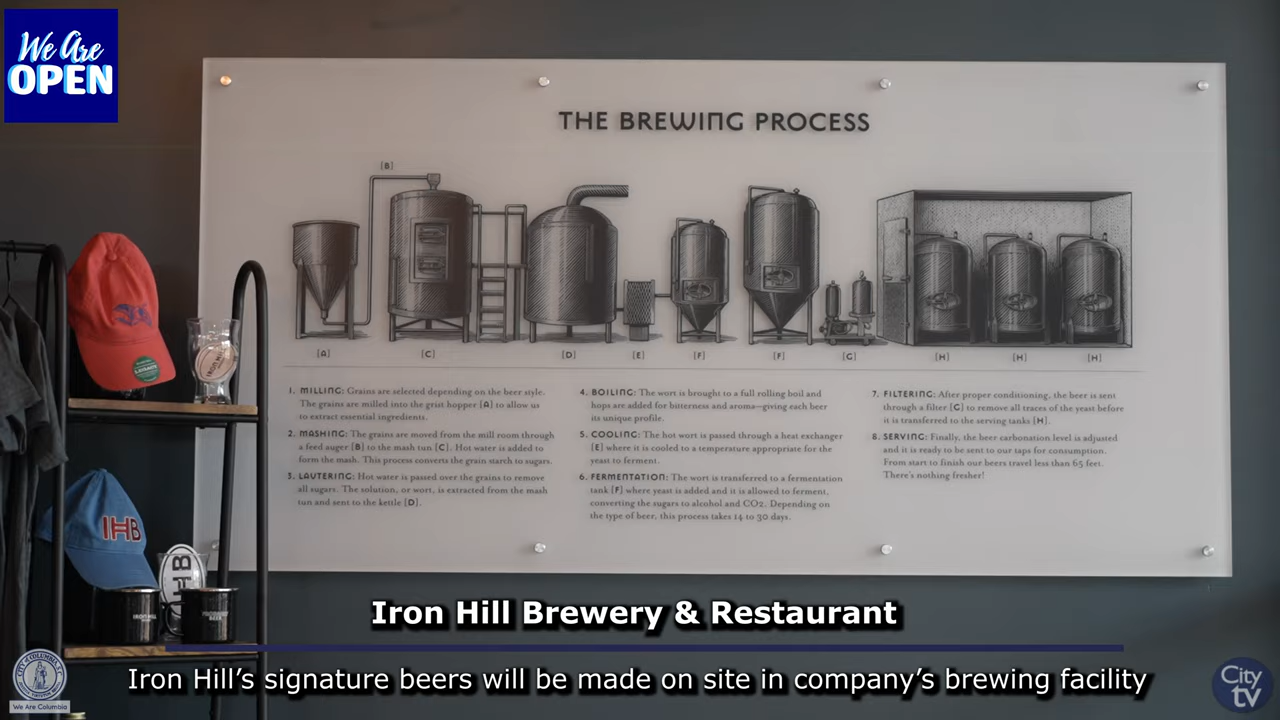 We Are
OPEN
THE BREWING PROCESS
[B]
[A]
[C]
[D]
[E]
[F]
[F]
[G]
[H]
[H]
[H]
1. MILLING: Grains are selected depending on the beer style.
The grains are milled into the grist hopper [A] to allow us
to extract essential ingredients.
2. MASHING: The grains are moved from the mill room through
a feed auger [B] to the mash tun [C]. Hot water is added to
form the mash. This process converts the grain starch to sugars.
3. LAUTERING: Hot water is passed over the grains to remove
all sugars. The solution, or wort, is extracted from the mash
tun and sent to the kettle [D].
4. BOILING: The wort is brought to a full rolling boil and
hops are added for bitterness and aroma—giving each beer
its unique profile.
5. COOLING: The hot wort is passed through a heat exchanger
[E] where it is cooled to a temperature appropriate for the
yeast to ferment.
6. FERMENTATION: The wort is transferred to a fermentation
tank [F] where yeast is added and it is allowed to ferment,
converting the sugars to alcohol and CO2. Depending on
the type of beer, this process takes 14 to 30 days.
7. FILTERING: After proper conditioning, the beer is sent
through a filter [G] to remove all traces of the yeast before
it is transferred to the serving tanks [H].
8. SERVING: Finally, the beer carbonation level is adjusted
and it is ready to be sent to our taps for consumption.
From start to finish our beers travel less than 65 feet.
There's nothing fresher!
IRON HILL
IHB
IHB
IRON HILL
Iron Hill Brewery & Restaurant
Iron Hill's signature beers will be made on site in company's brewing facility
We Are Columbia
City
tv